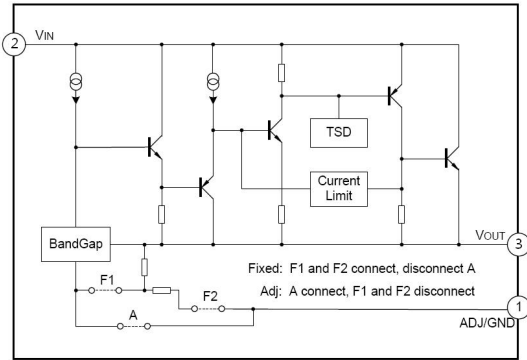 2
VIN
TSD
Current
Limit
BandGap
VOUT
3
Fixed: F1 and F2 connect, disconnect A
F1
Adj: A connect, F1 and F2 disconnect
F2
1
A
ADJ/GND